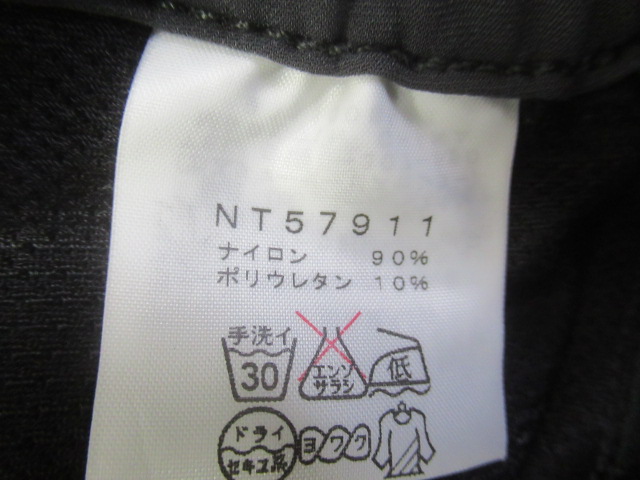 NT57911
ナイロン 90%
ポリウレタン 10%
手洗イ
30
エンソ
サラシ
低
ドライ
セキユ系
ヨワク